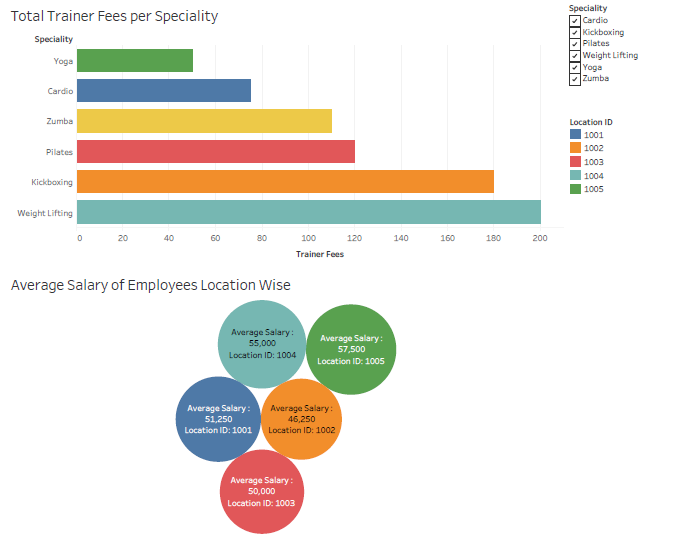 Total Trainer Fees per Speciality
Speciality
Yoga
Cardio
Zumba
Pilates
Kickboxing
Weight Lifting
0 20 40 60 80 100 120 140 160 180 200
Trainer Fees
Speciality
Cardio
Kickboxing
Pilates
Weight Lifting
Yoga
Zumba
Location ID
1001
1002
1003
1004
1005
Average Salary of Employees Location Wise
Average Salary :
55,000
Location ID: 1004
Average Salary :
57,500
Location ID: 1005
Average Salary :
51,250
Location ID: 1001
Average Salary :
46,250
Location ID: 1002
Average Salary :
50,000
Location ID: 1003